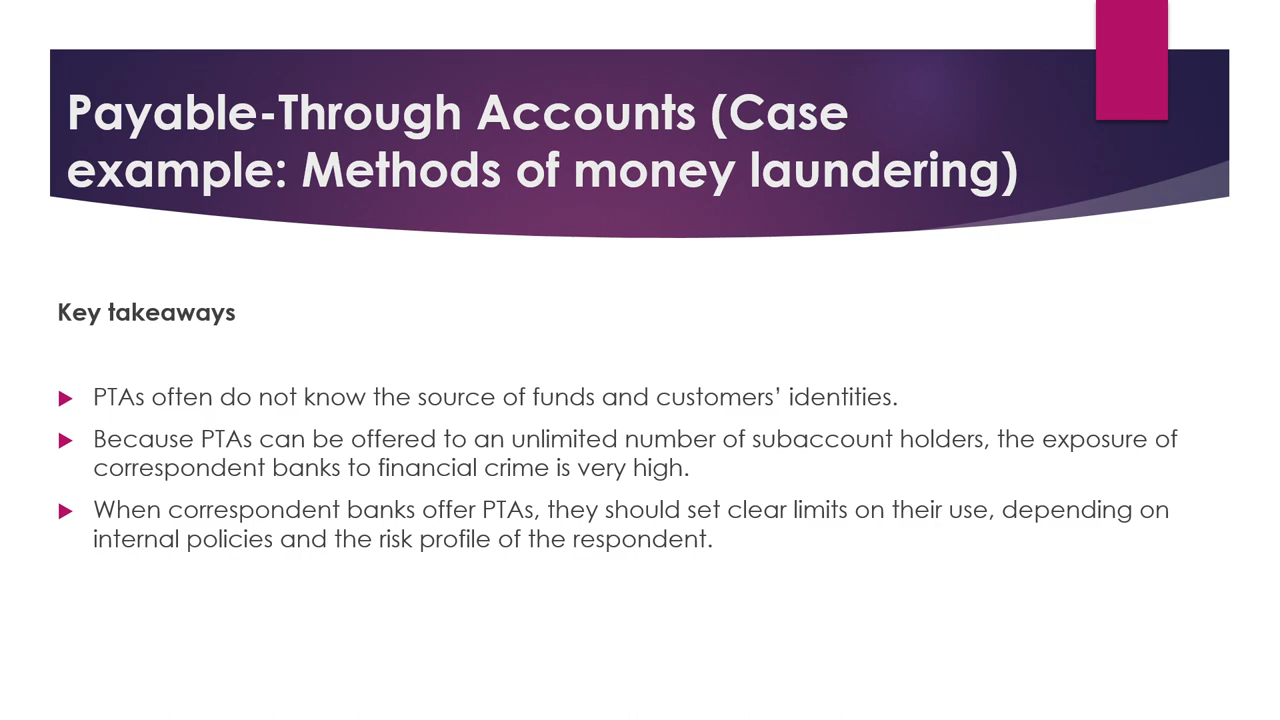 Payable-Through Accounts (Case
example: Methods of money laundering)
Key takeaways
PTAs often do not know the source of funds and customers’ identities.
Because PTAs can be offered to an unlimited number of subaccount holders, the exposure of
correspondent banks to financial crime is very high.
When correspondent banks offer PTAs, they should set clear limits on their use, depending on
internal policies and the risk profile of the respondent.